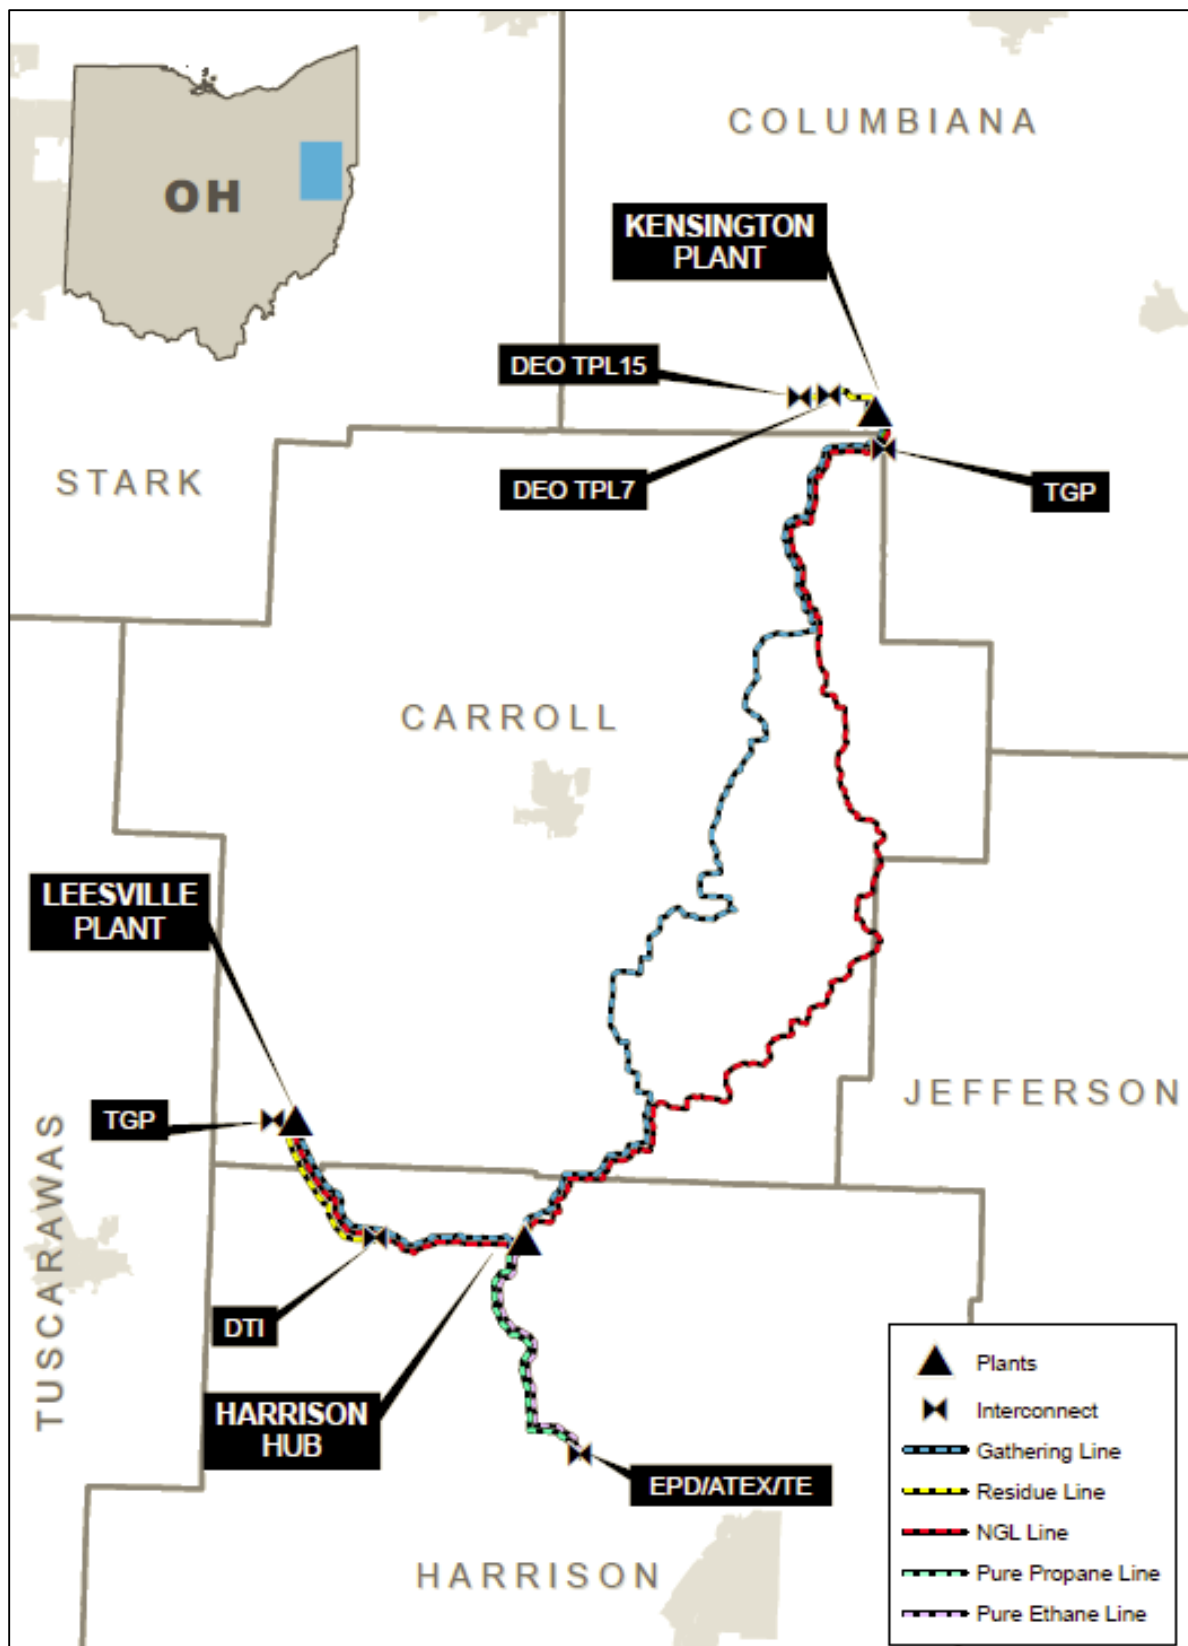 COLUMBIANA
OH
KENSINGTON
PLANT
DEO TPL15
STARK
DEO TPL7
TGP
CARROLL
LEESVILLE
PLANT
JEFFERSON
TGP
TUSCARAWAS
DTI
HARRISON
HUB
EPD/ATEX/TE
HARRISON
Plants
Interconnect
Gathering Line
Residue Line
NGL Line
Pure Propane Line
Pure Ethane Line